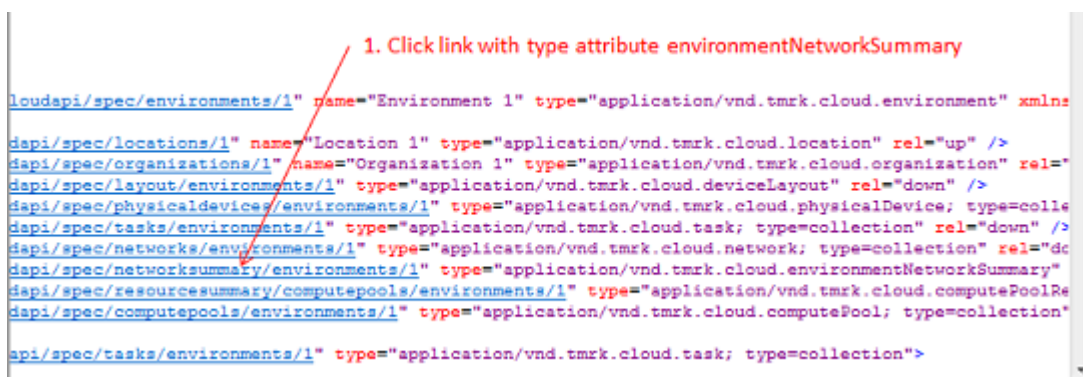 1. Click link with type attribute environmentNetworkSummary
loudapi/spec/environments/1" name="Environment 1" type="application/vnd.tmrk.cloud.environment" xmlns
dapi/spec/locations/1" name="Location 1" type="application/vnd.tmrk.cloud.location" rel="up" />
dapi/spec/organizations/1" name="Organization 1" type="application/vnd.tmrk.cloud.organization" rel="
dapi/spec/layout/environments/1" type="application/vnd.tmrk.cloud.deviceLayout" rel="down" />
dapi/spec/physicaldevices/environments/1" type="application/vnd.tmrk.cloud.physicalDevice; type=colle
dapi/spec/tasks/environments/1" type="application/vnd.tmrk.cloud.task; type=collection" rel="down" />
dapi/spec/networks/environments/1" type="application/vnd.tmrk.cloud.network; type=collection" rel="do
dapi/spec/networksummary/environments/1" type="application/vnd.tmrk.cloud.environmentNetworkSummary"
dapi/spec/resourcesummary/computepools/environments/1" type="application/vnd.tmrk.cloud.computePoolRe
dapi/spec/computepools/environments/1" type="application/vnd.tmrk.cloud.computePool; type=collection"
api/spec/tasks/environments/1" type="application/vnd.tmrk.cloud.task; type=collection">